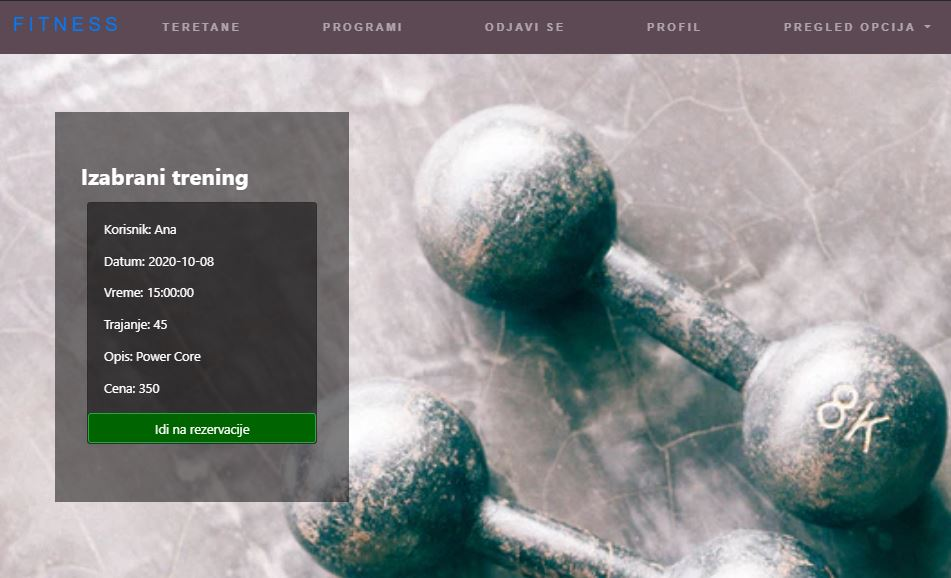 FITNESS TERETANE PROGRAMI ODJAVI SE PROFIL PREGLED OPCIJA
Izabrani trening
Korisnik: Ana
Datum: 2020-10-08
Vreme: 15:00:00
Trajanje: 45
Opis: Power Core
Cena: 350
Idi na rezervacije
8K